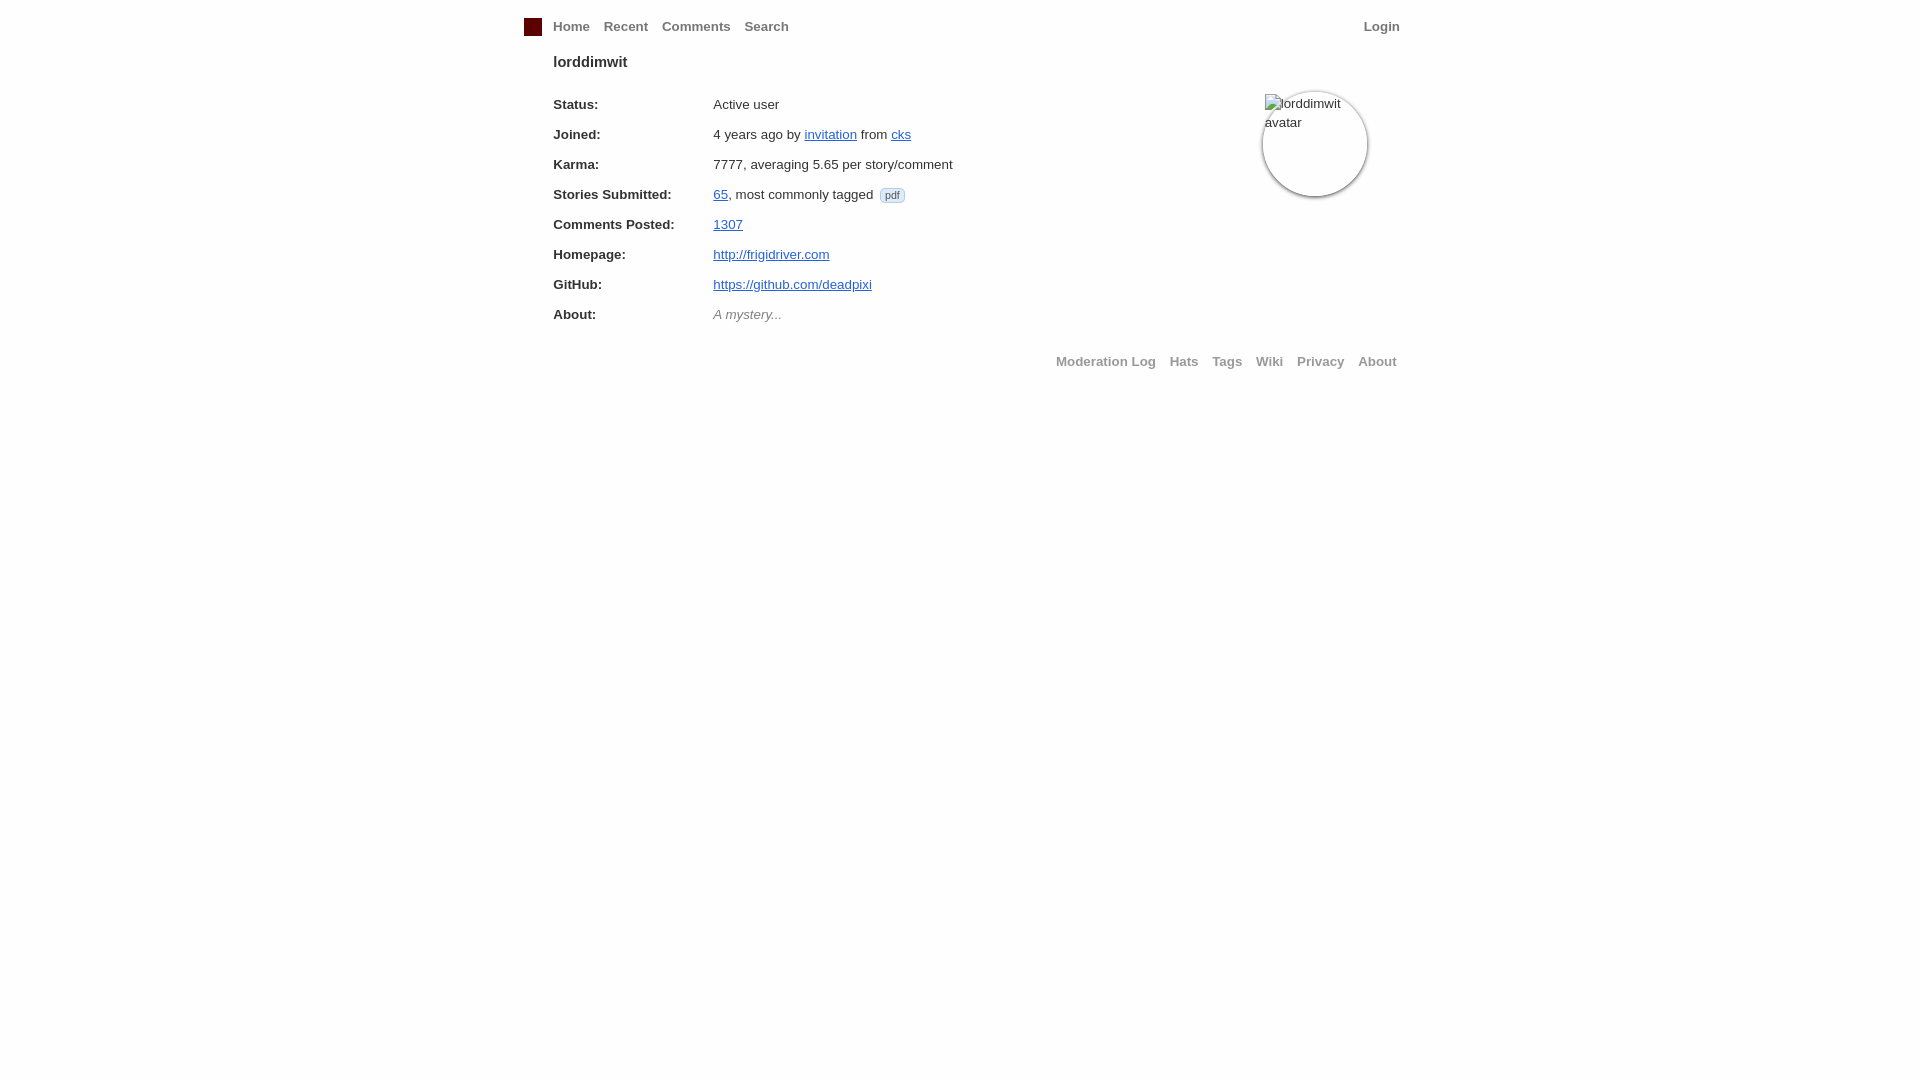 Home Recent Comments Search Login
lorddimwit
Status: Active user
Joined: 4 years ago by invitation from cks
Karma: 7777, averaging 5.65 per story/comment
Stories Submitted: 65, most commonly tagged pdf
Comments Posted: 1307
Homepage: http://frigidriver.com
GitHub: https://github.com/deadpixi
About: A mystery...
lorddimwit
avatar
Moderation Log Hats Tags Wiki Privacy About